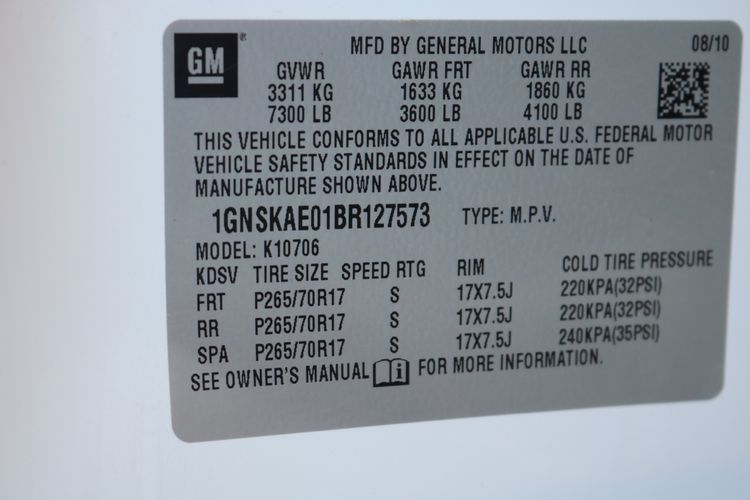 GM ®
MFD BY GENERAL MOTORS LLC 08/10
GVWR GAWR FRT GAWR RR
3311 KG 1633 KG 1860 KG
7300 LB 3600 LB 4100 LB
THIS VEHICLE CONFORMS TO ALL APPLICABLE U.S. FEDERAL MOTOR
VEHICLE SAFETY STANDARDS IN EFFECT ON THE DATE OF
MANUFACTURE SHOWN ABOVE.
1GNSKAE01BR127573 TYPE: M.P.V.
MODEL: K10706
KDSV TIRE SIZE SPEED RTG RIM COLD TIRE PRESSURE
FRT P265/70R17 S 17X7.5J 220KPA(32PSI)
RR P265/70R17 S 17X7.5J 220KPA(32PSI)
SPA P265/70R17 S 17X7.5J 240KPA(35PSI)
SEE OWNER'S MANUAL i FOR MORE INFORMATION.